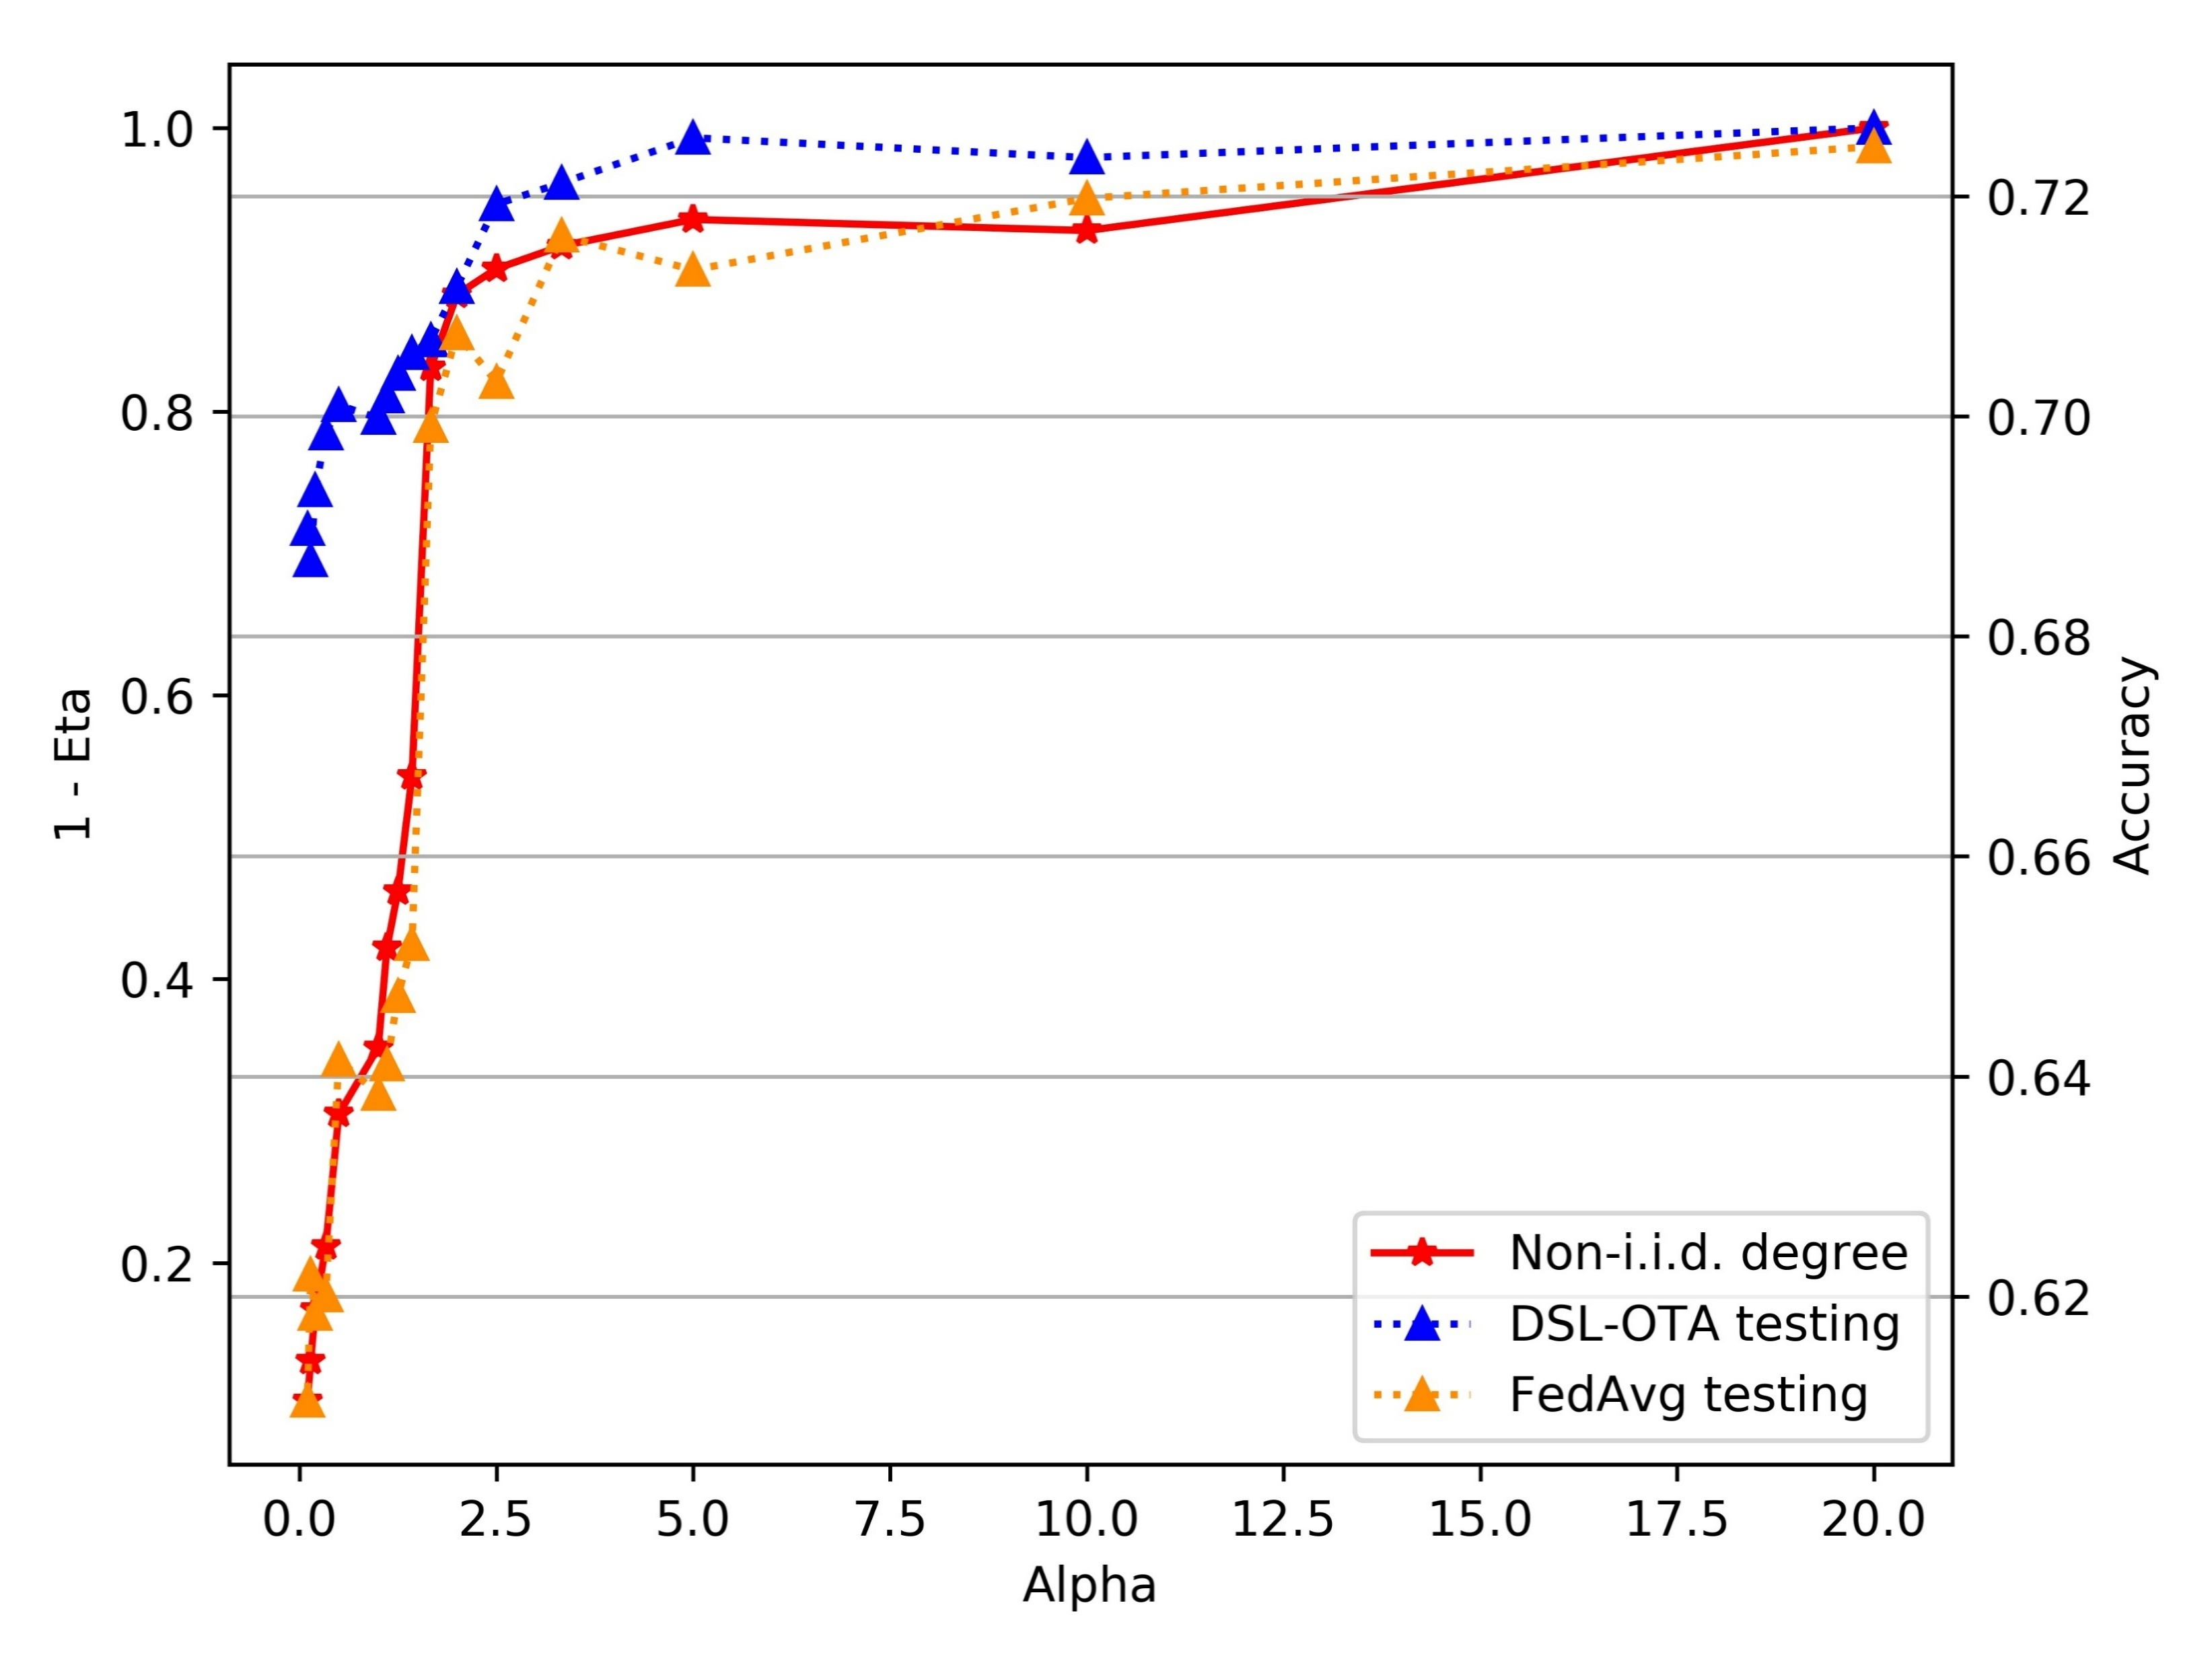 1.0
0.8
0.6
0.4
0.2
1 - Eta
0.72
0.70
0.68
0.66
0.64
0.62
Accuracy
Non-i.i.d. degree
DSL-OTA testing
FedAvg testing
0.0 2.5 5.0 7.5 10.0 12.5 15.0 17.5 20.0
Alpha